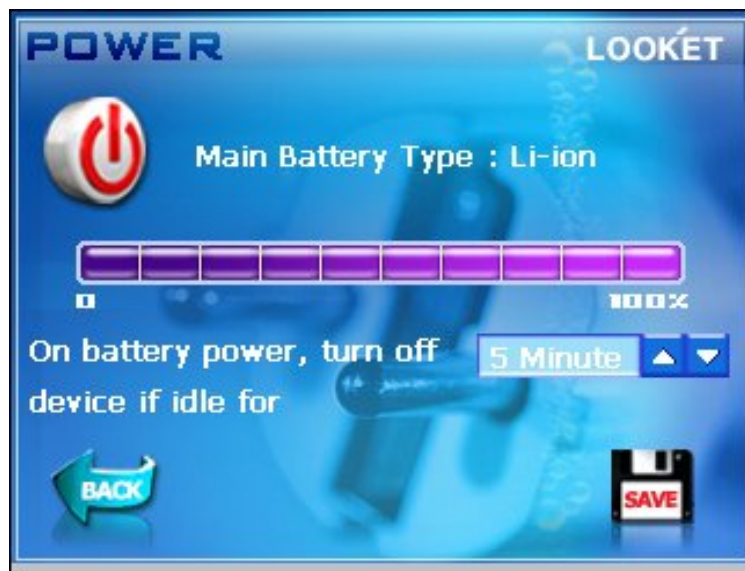 POWER
LOOKET
Main Battery Type : Li-ion
0
100%
On battery power, turn off
5 Minute
device if idle for
BACK
SAVE